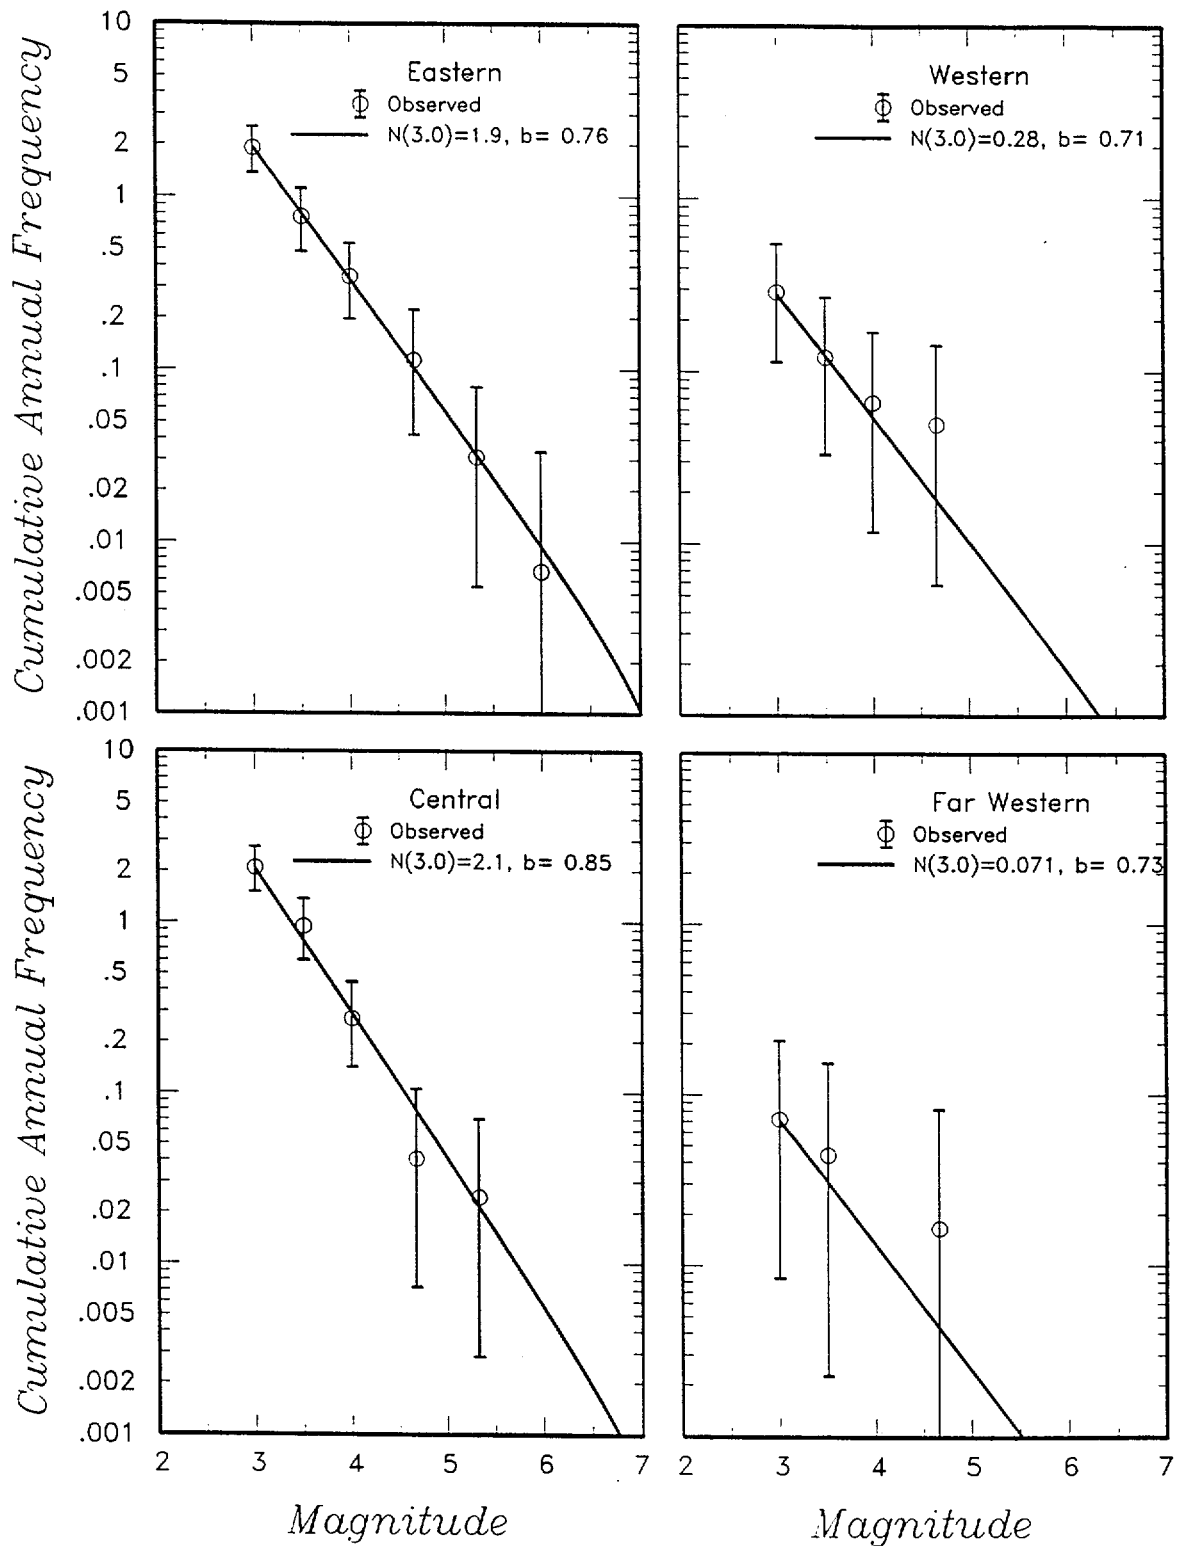 Cumulative Annual Frequency
10
5
2
1
.5
.2
.1
.05
.02
.01
.005
.002
.001
Eastern
Observed
N(3.0)=1.9, b= 0.76
Western
Observed
N(3.0)=0.28, b= 0.71
Cumulative Annual Frequency
10
5
2
1
.5
.2
.1
.05
.02
.01
.005
.002
.001
Central
Observed
N(3.0)=2.1, b= 0.85
Far Western
Observed
N(3.0)=0.071, b= 0.73
2 3 4 5 6 7
2 3 4 5 6 7
Magnitude
Magnitude